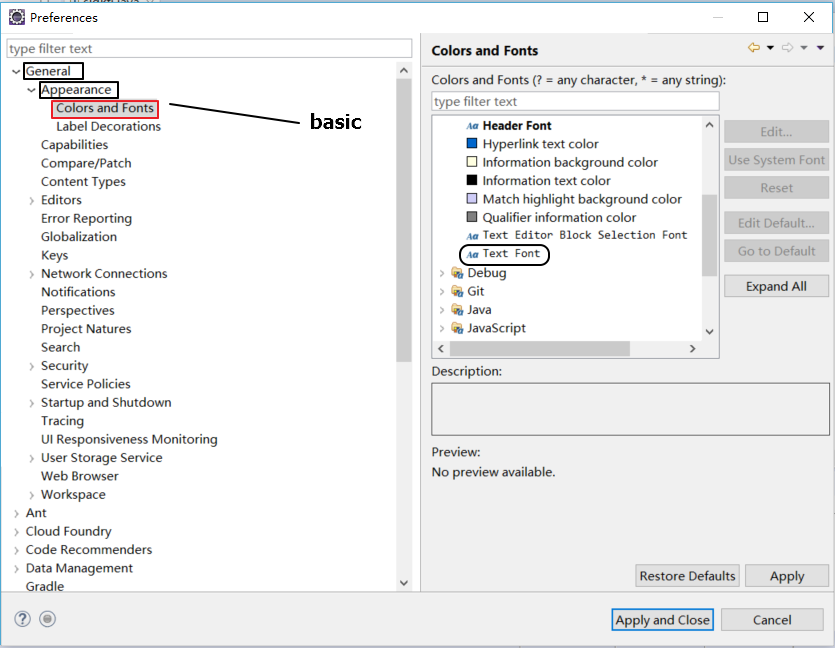 Preferences
type filter text
General
Appearance
Colors and Fonts
Label Decorations
Capabilities
Compare/Patch
Content Types
Editors
Error Reporting
Globalization
Keys
Network Connections
Notifications
Perspectives
Project Natures
Search
Security
Service Policies
Startup and Shutdown
Tracing
UI Responsiveness Monitoring
User Storage Service
Web Browser
Workspace
Ant
Cloud Foundry
Code Recommenders
Data Management
Gradle
basic
Colors and Fonts
Colors and Fonts (? = any character, * = any string):
type filter text
Aa Header Font
Hyperlink text color
Information background color
Information text color
Match highlight background color
Qualifier information color
Aa Text Editor Block Selection Font
Aa Text Font
Debug
Git
Java
JavaScript
Edit...
Use System Font
Reset
Edit Default...
Go to Default
Expand All
Description:
Preview:
No preview available.
Restore Defaults
Apply
?
Apply and Close
Cancel